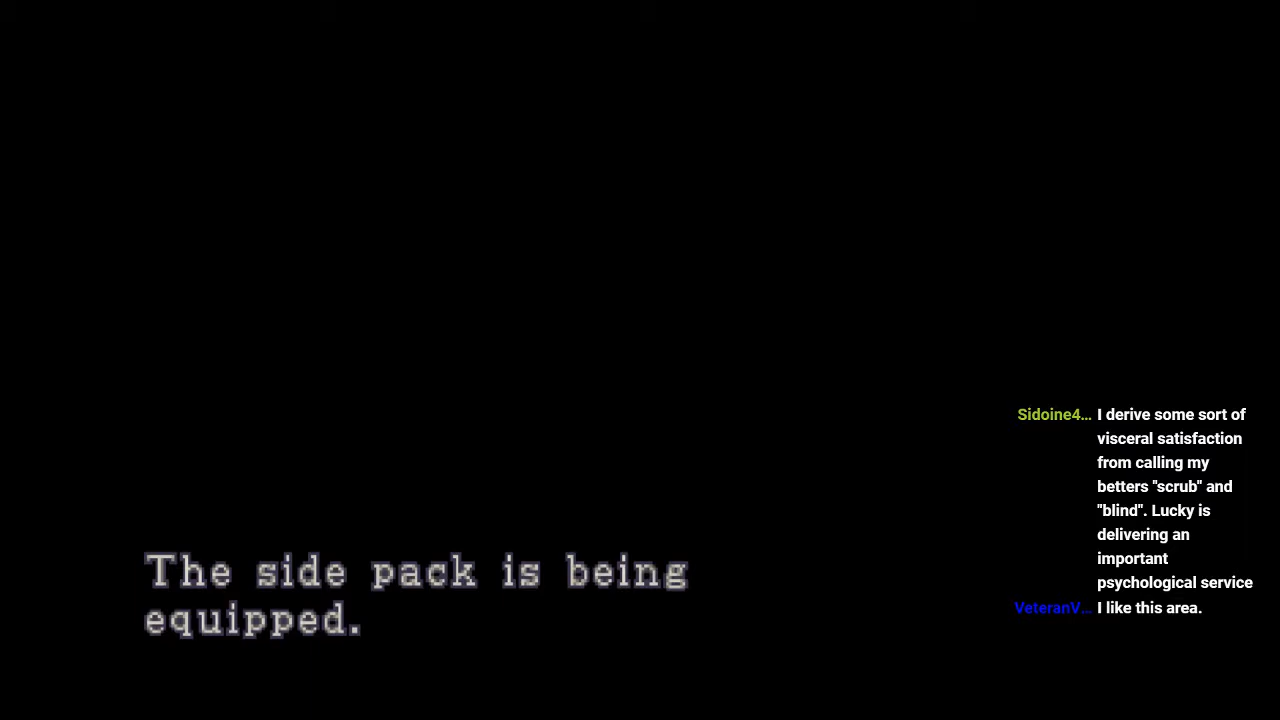 Sidoine4… I derive some sort of
visceral satisfaction
from calling my
betters "scrub" and
"blind". Lucky is
delivering an
important
psychological service
VeteranV… I like this area.
The side pack is being
equipped.